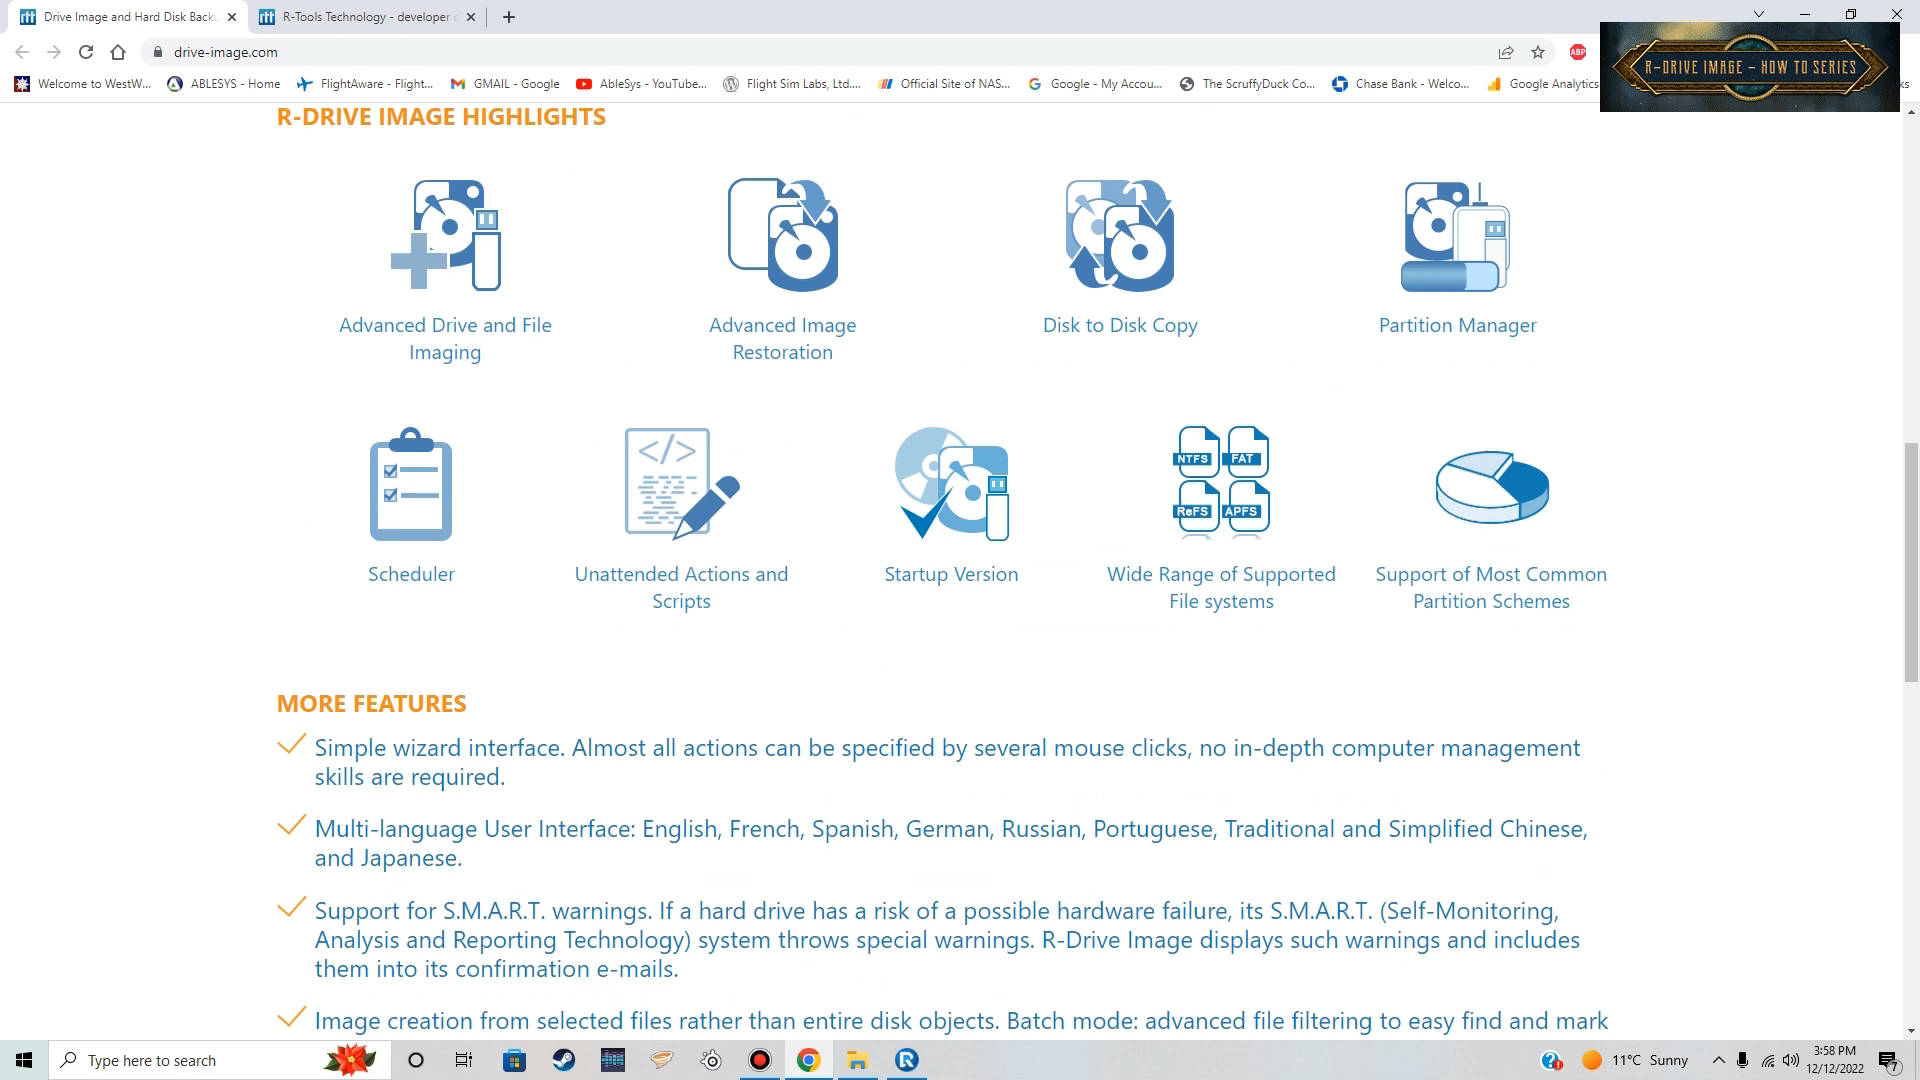 Drive Image and Hard Disk Backu
R-Tools Technology - developer
drive-image.com
ABP
R-DRIVE IMAGE - HOW TO SERIES
Welcome to WestW...
ABLESYS - Home
FlightAware - Flight...
GMAIL - Google
AbleSys - YouTube...
Flight Sim Labs, Ltd....
Official Site of NAS...
Google - My Accou...
The ScruffyDuck Co...
Chase Bank - Welco...
Google Analytics
ks
R-DRIVE IMAGE HIGHLIGHTS
Advanced Drive and File
Imaging
Advanced Image
Restoration
Disk to Disk Copy
Partition Manager
</>
NTFS FAT
ReFS APFS
Scheduler
Unattended Actions and
Scripts
Startup Version
Wide Range of Supported
File systems
Support of Most Common
Partition Schemes
MORE FEATURES
Simple wizard interface. Almost all actions can be specified by several mouse clicks, no in-depth computer management
skills are required.
Multi-language User Interface: English, French, Spanish, German, Russian, Portuguese, Traditional and Simplified Chinese,
and Japanese.
Support for S.M.A.R.T. warnings. If a hard drive has a risk of a possible hardware failure, its S.M.A.R.T. (Self-Monitoring,
Analysis and Reporting Technology) system throws special warnings. R-Drive Image displays such warnings and includes
them into its confirmation e-mails.
Image creation from selected files rather than entire disk objects. Batch mode: advanced file filtering to easy find and mark
Type here to search
11°C Sunny
3:58 PM
12/12/2022
7